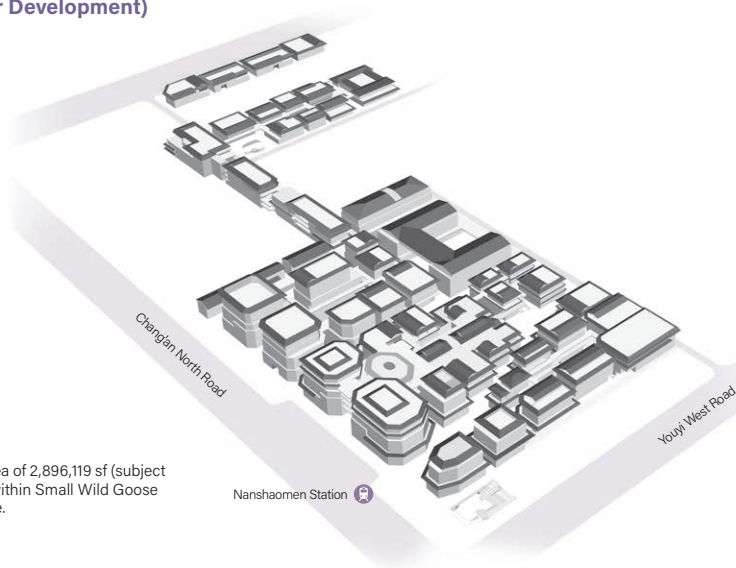 r Development)
Chang'an North Road
Youyi West Road
ea of 2,896,119 sf (subject
within Small Wild Goose
e.
Nanshaomen Station